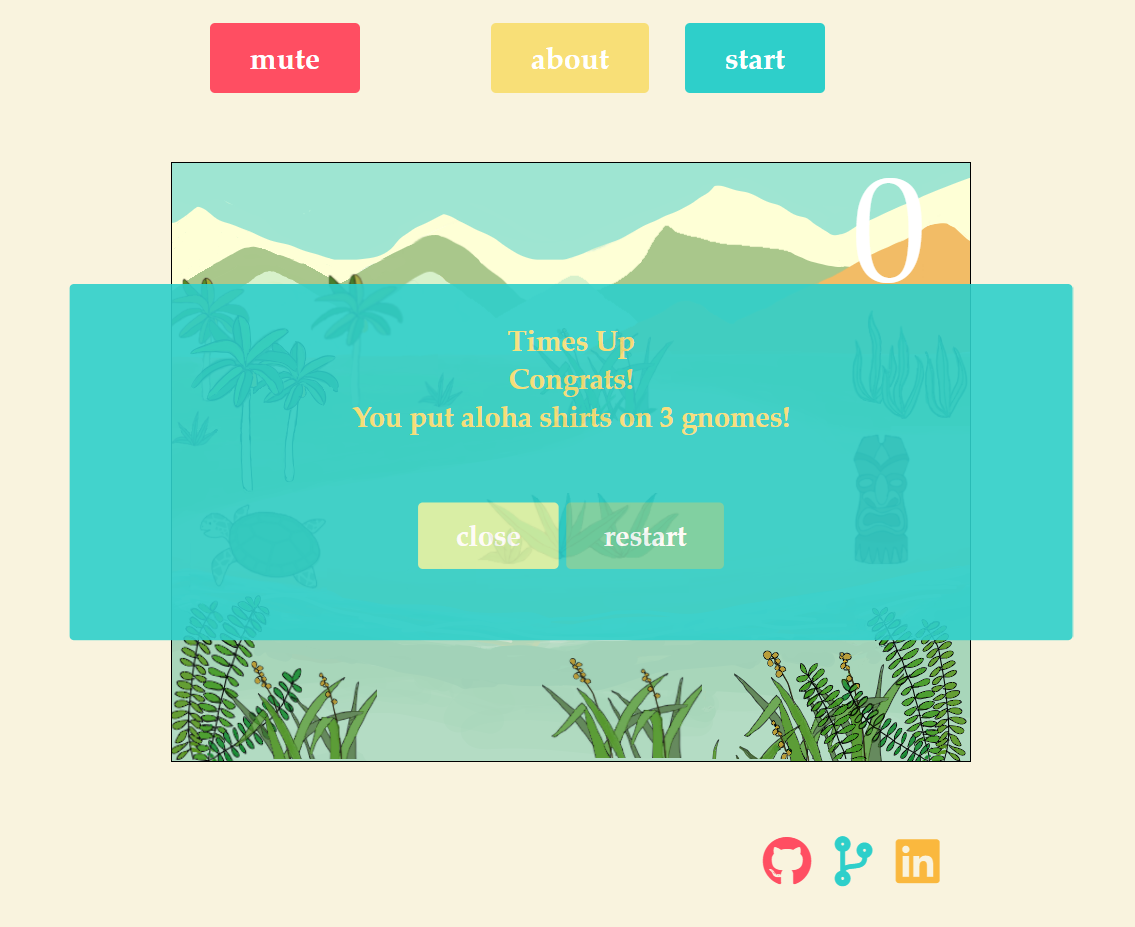 mute
about
start
0
Times Up
Congrats!
You put aloha shirts on 3 gnomes!
close
restart
in